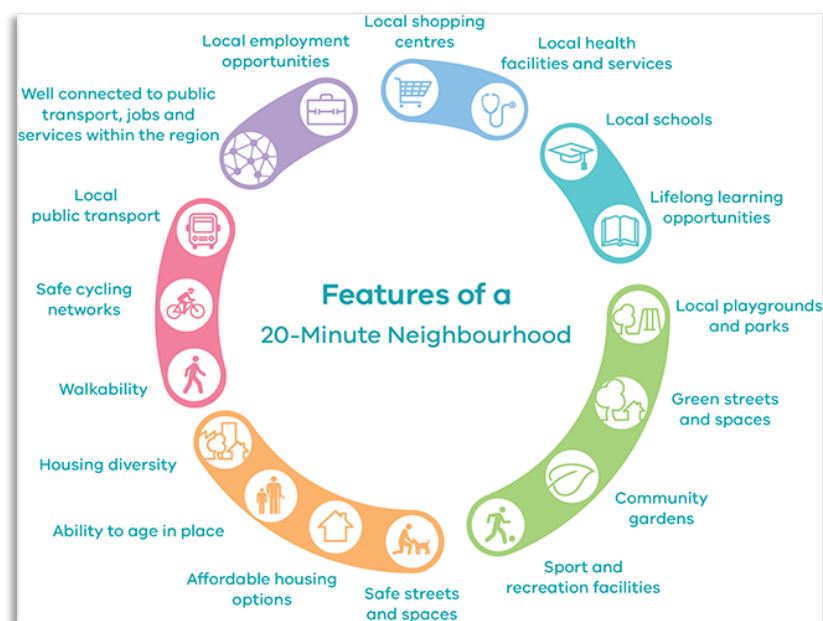 Features of a
20-Minute Neighbourhood
Local shopping
centres
Local health
facilities and services
Local schools
Lifelong learning
opportunities
Local playgrounds
and parks
Green streets
and spaces
Community
gardens
Sport and
recreation facilities
Safe streets
and spaces
Affordable housing
options
Ability to age in place
Housing diversity
Walkability
Safe cycling
networks
Local
public transport
Well connected to public
transport, jobs and
services within the region
Local employment
opportunities